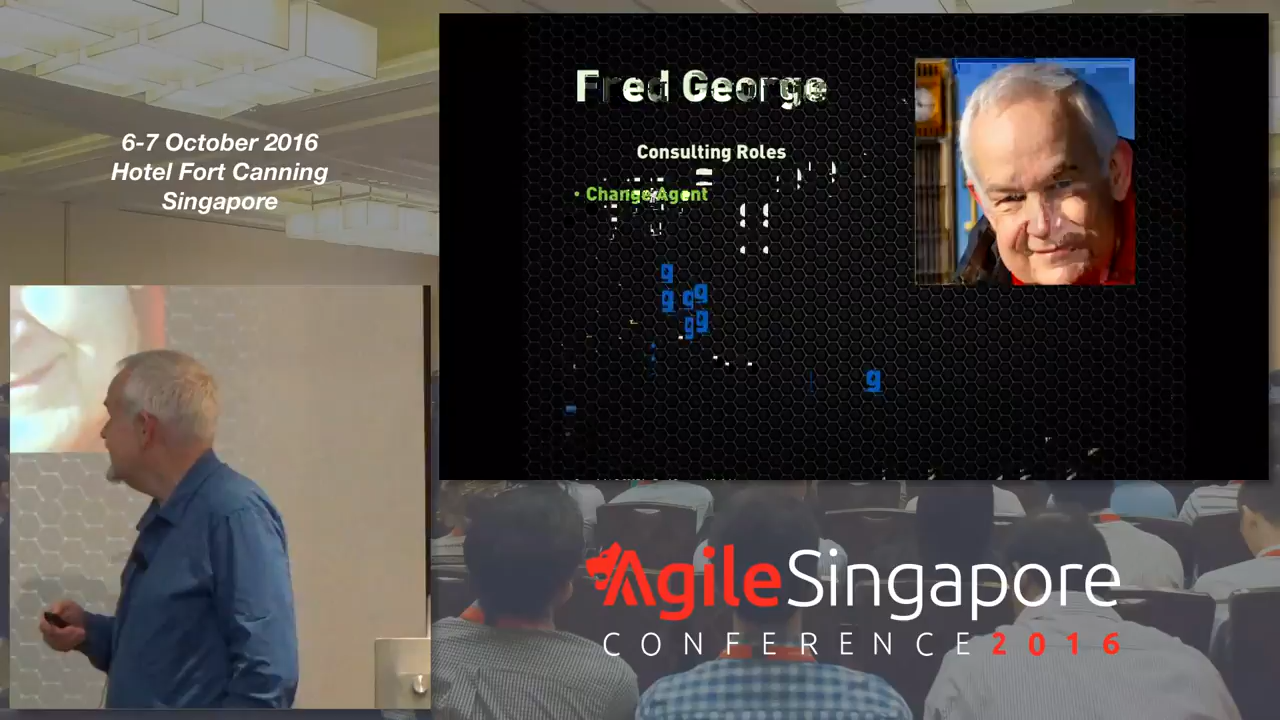 6-7 October 2016
Hotel Fort Canning
Singapore
Fred George
Consulting Roles
• Change Agent
g
g
g
g
g
g
g
AgileSingapore
CONFERENCE 2016